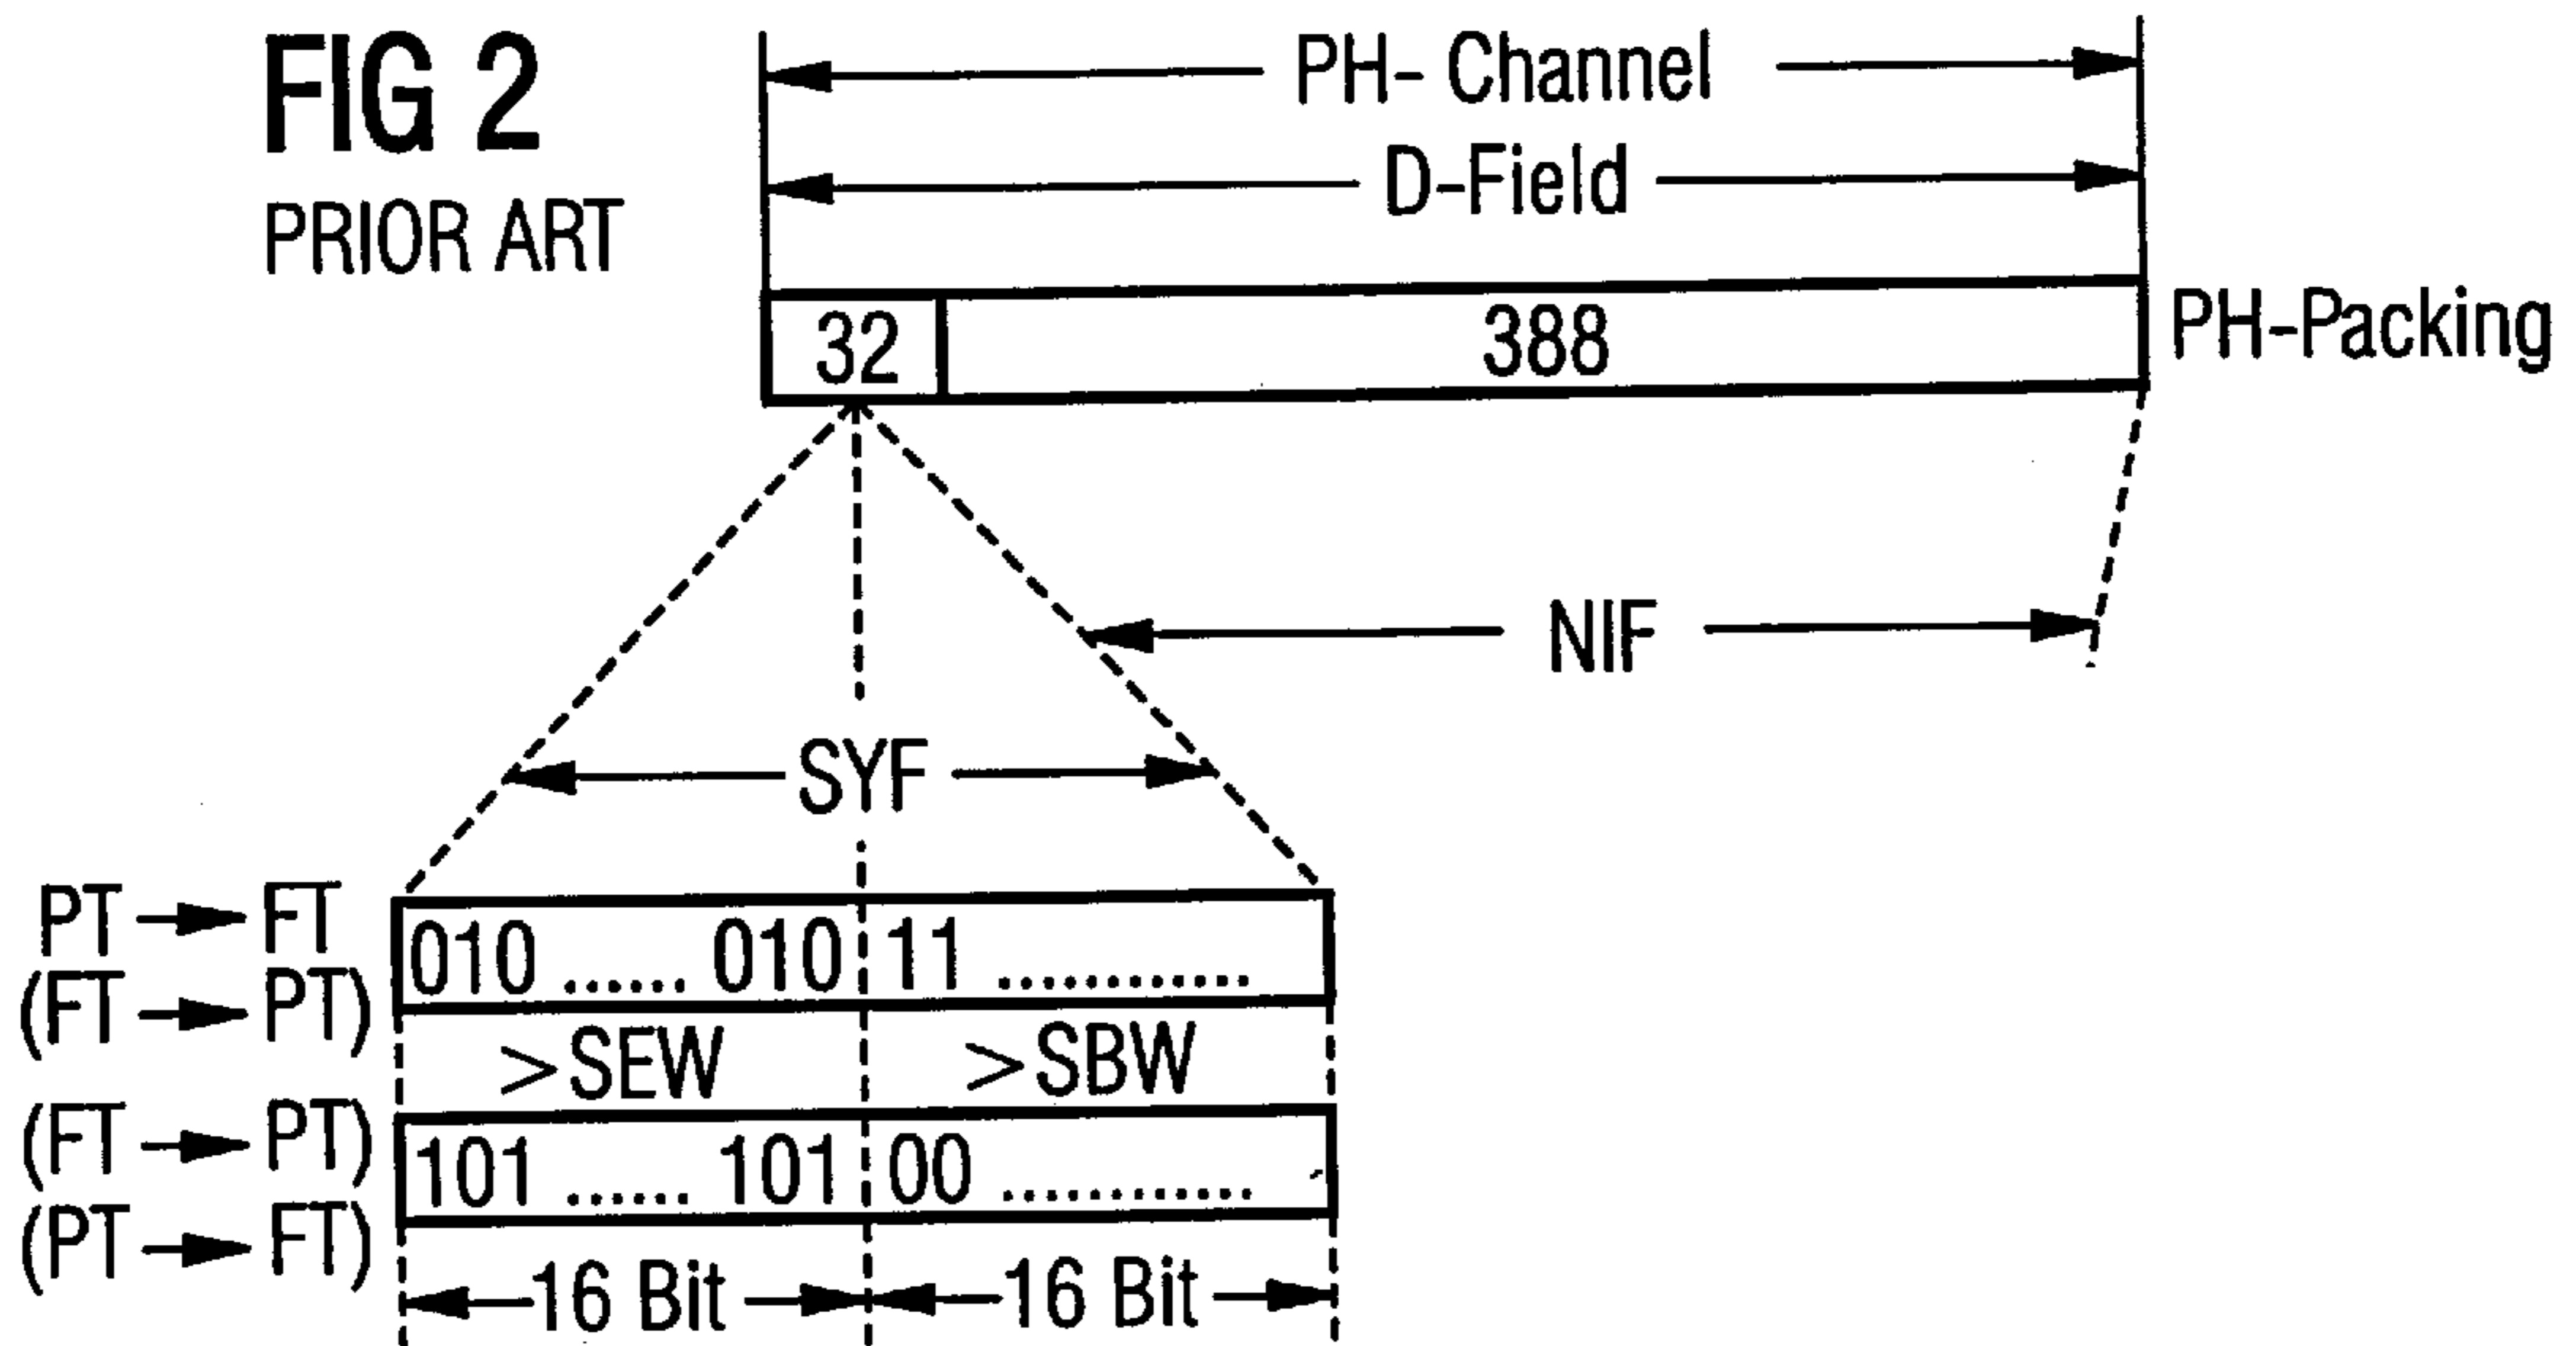 FIG 2
PRIOR ART
PH- Channel
D-Field
32
388
PH-Packing
NIF
SYF
PT → FT
(FT → PT)
010 ...... 010 11 ............
>SEW >SBW
(FT → PT)
(PT → FT)
101 ...... 101 00 ............
16 Bit 16 Bit